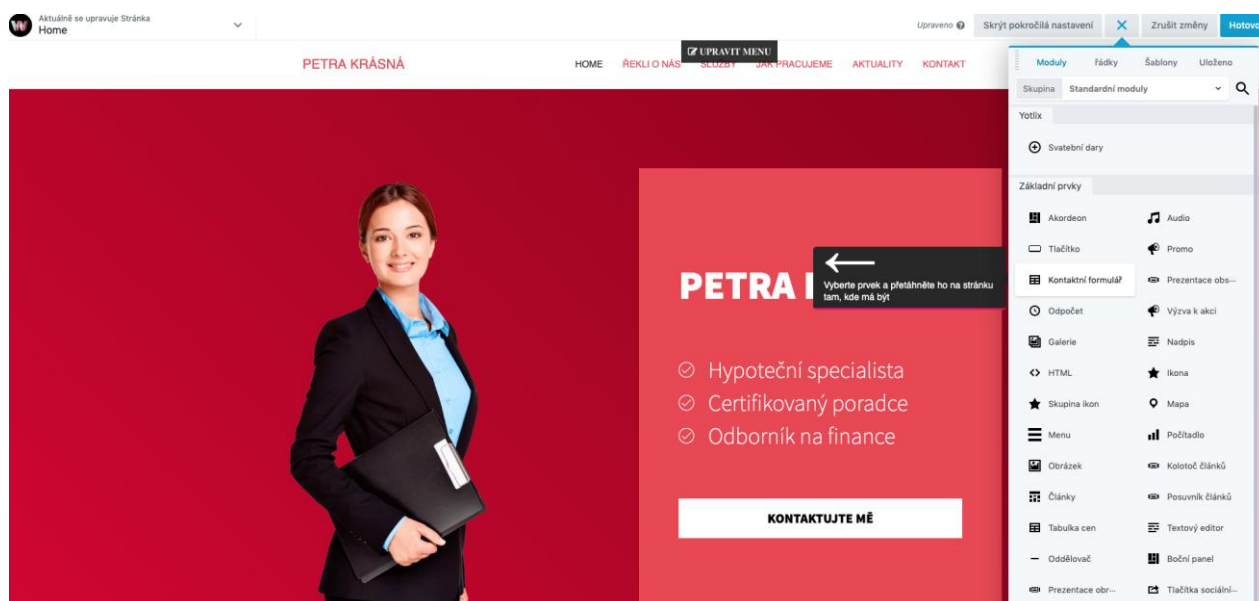 Aktuálně se upravuje Stránka
Home
Upraveno
Skrýt pokročilá nastavení
Zrušit změny
Hotovo
PETRA KRÁSNÁ
UPRAVIT MENU
HOME ŘEKLI O NÁS SLUŽBY JAK PRACUJEME AKTUALITY KONTAKT
Moduly řádky Šablony Uloženo
Skupina Standardní moduly
Yotlix
Svatební dary
Základní prvky
Akordeon Audio
Tlačítko Promo
Kontaktní formulář Prezentace obs...
Odpočet Výzva k akci
Galerie Nadpis
HTML Ikona
Skupina ikon Mapa
Menu Počítadlo
Obrázek Kolotoč článků
Články Posuvník článků
Tabulka cen Textový editor
Oddělovač Boční panel
Prezentace obr... Tlačítka sociální...
Vyberte prvek a přetáhněte ho na stránku
tam, kde má být
PETRA
Hypoteční specialista
Certifikovaný poradce
Odborník na finance
KONTAKTUJTE MĚ